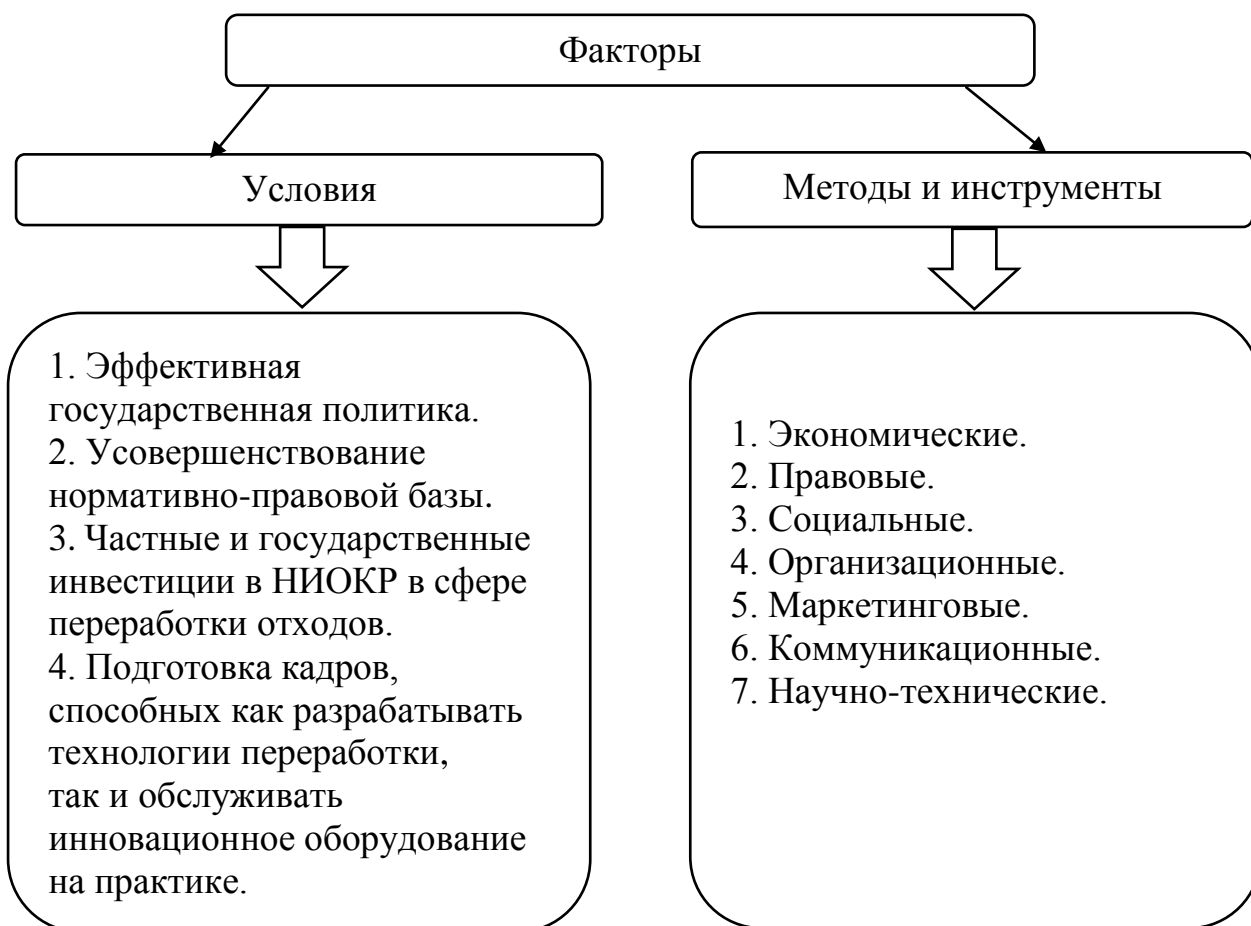 Факторы
Условия
Методы и инструменты
1. Эффективная
государственная политика.
2. Усовершенствование
нормативно-правовой базы.
3. Частные и государственные
инвестиции в НИОКР в сфере
переработки отходов.
4. Подготовка кадров,
способных как разрабатывать
технологии переработки,
так и обслуживать
инновационное оборудование
на практике.
1. Экономические.
2. Правовые.
3. Социальные.
4. Организационные.
5. Маркетинговые.
6. Коммуникационные.
7. Научно-технические.